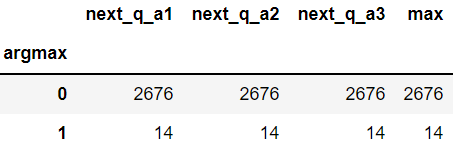 next_q_a1 next_q_a2 next_q_a3 max
argmax
0 2676 2676 2676 2676
1 14 14 14 14